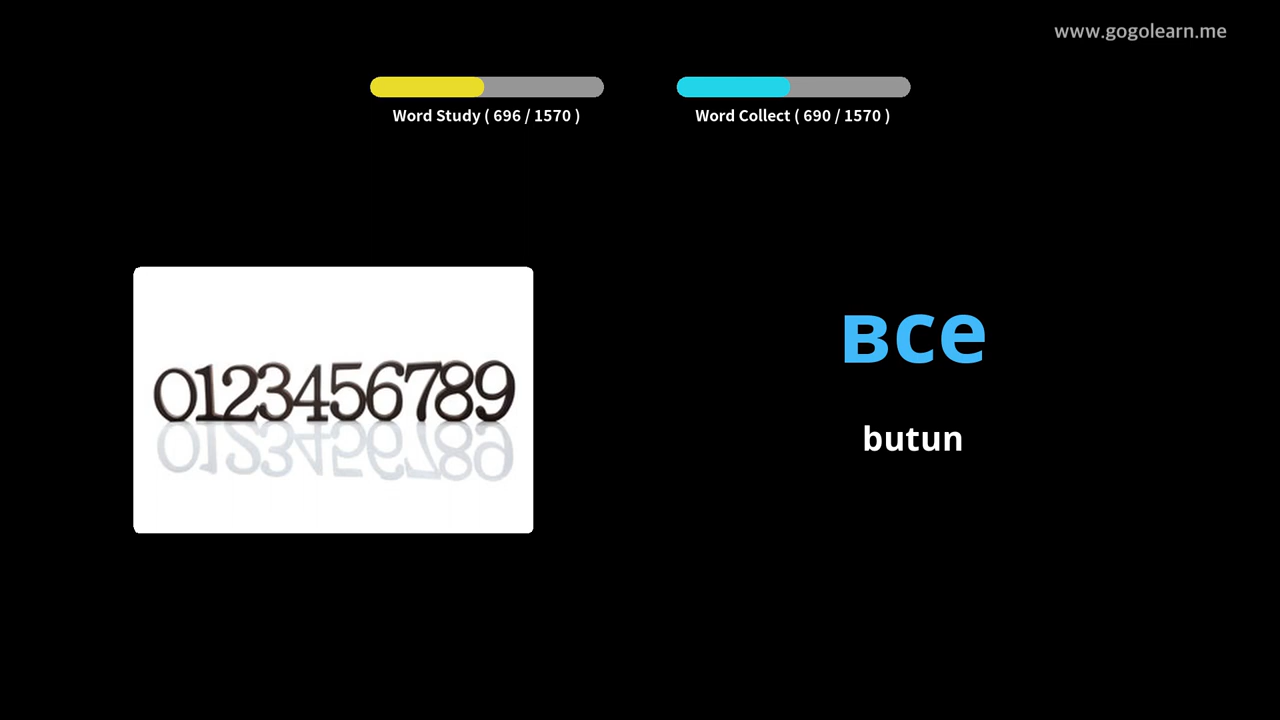 www.gogolearn.me
Word Study ( 696 / 1570 )
Word Collect ( 690 / 1570 )
0123456789
все
butun